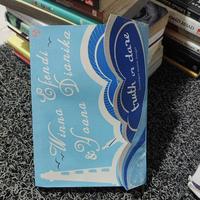 Winna Efendi
& Yoana Dianika
truth or dare